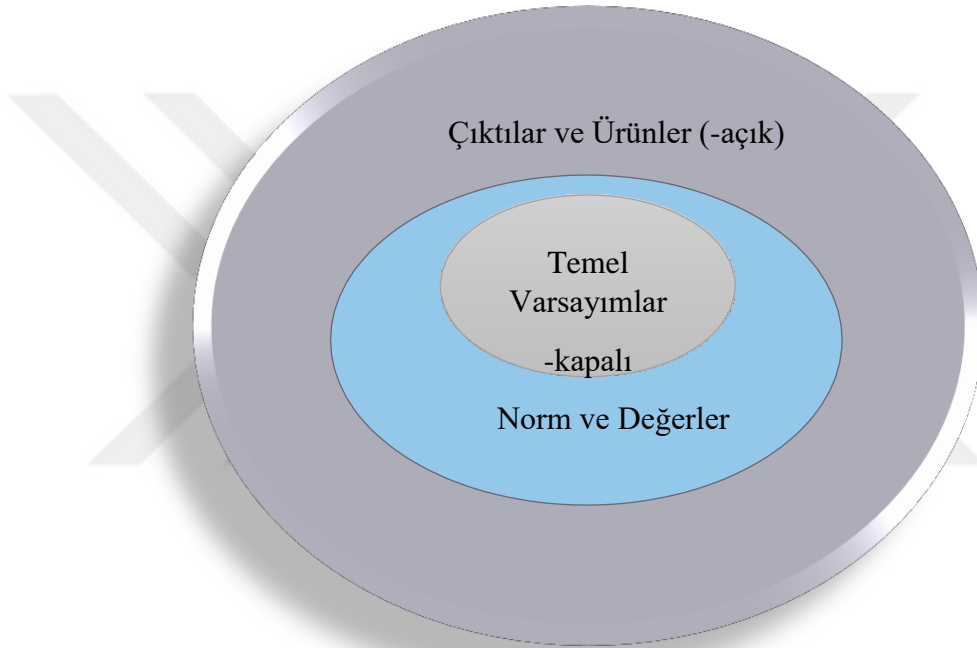 Çıktılar ve Ürünler (-açık)
Temel
Varsayımlar
-kapalı
Norm ve Değerler